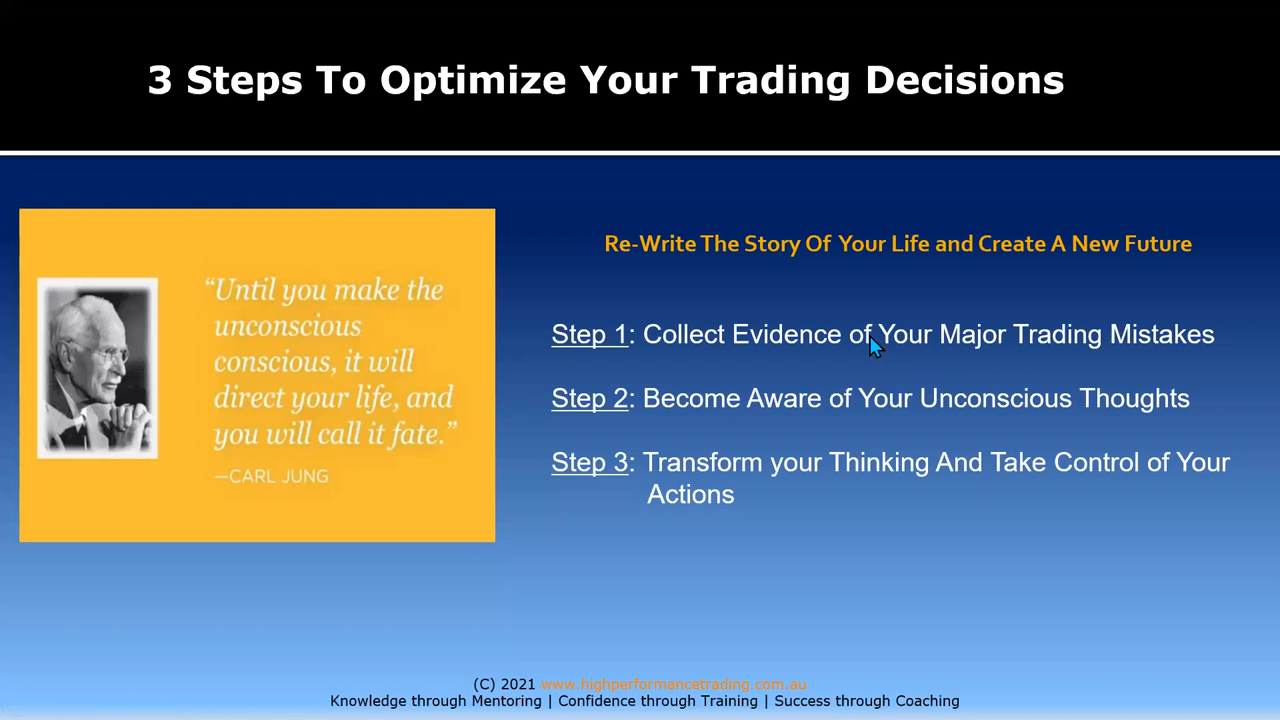 3 Steps To Optimize Your Trading Decisions
“Until you make the
unconscious
conscious, it will
direct your life, and
you will call it fate.”
—CARL JUNG
Re-Write The Story Of Your Life and Create A New Future
Step 1: Collect Evidence of Your Major Trading Mistakes
Step 2: Become Aware of Your Unconscious Thoughts
Step 3: Transform your Thinking And Take Control of Your
Actions
(C) 2021 www.highperformancetrading.com.au
Knowledge through Mentoring | Confidence through Training | Success through Coaching